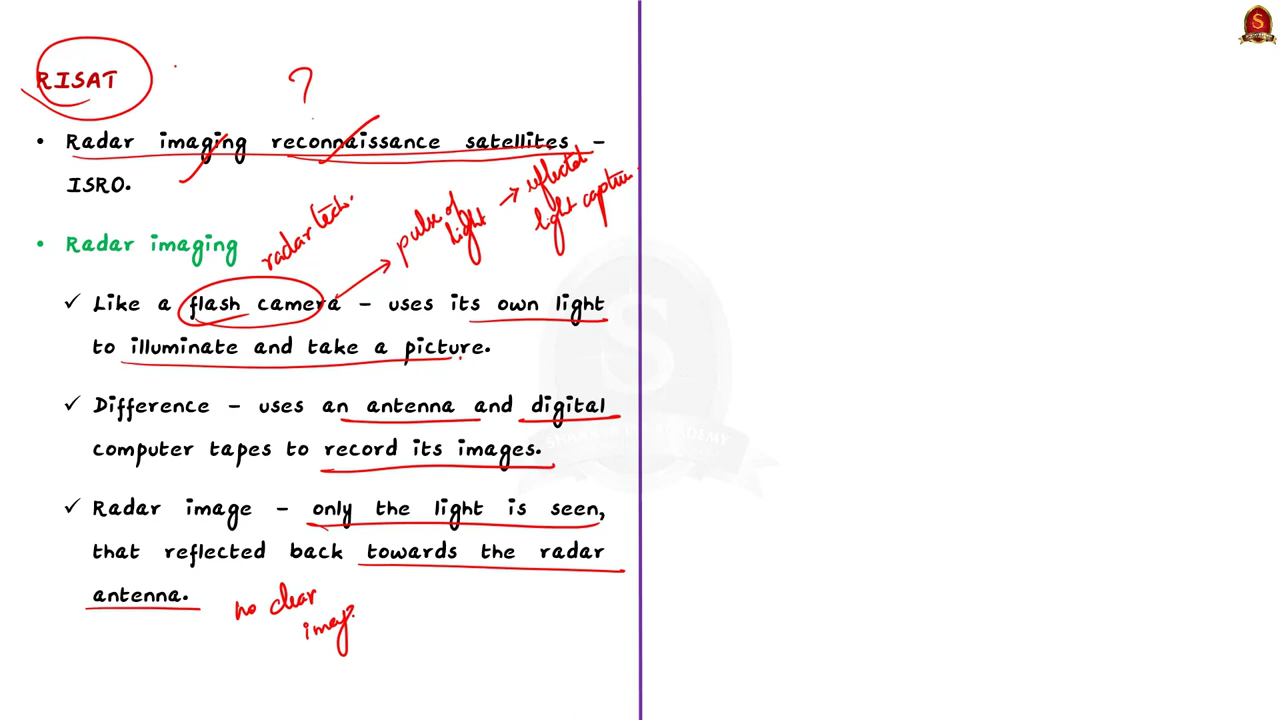 RISAT
?
• Radar imaging reconnaissance satellites -
ISRO.
• Radar imaging
radar tech.
pulse of
light
→ reflected
light capture
✓ Like a flash camera - uses its own light
to illuminate and take a picture.
✓ Difference - uses an antenna and digital
computer tapes to record its images.
✓ Radar image - only the light is seen,
that reflected back towards the radar
antenna.
no clear
image